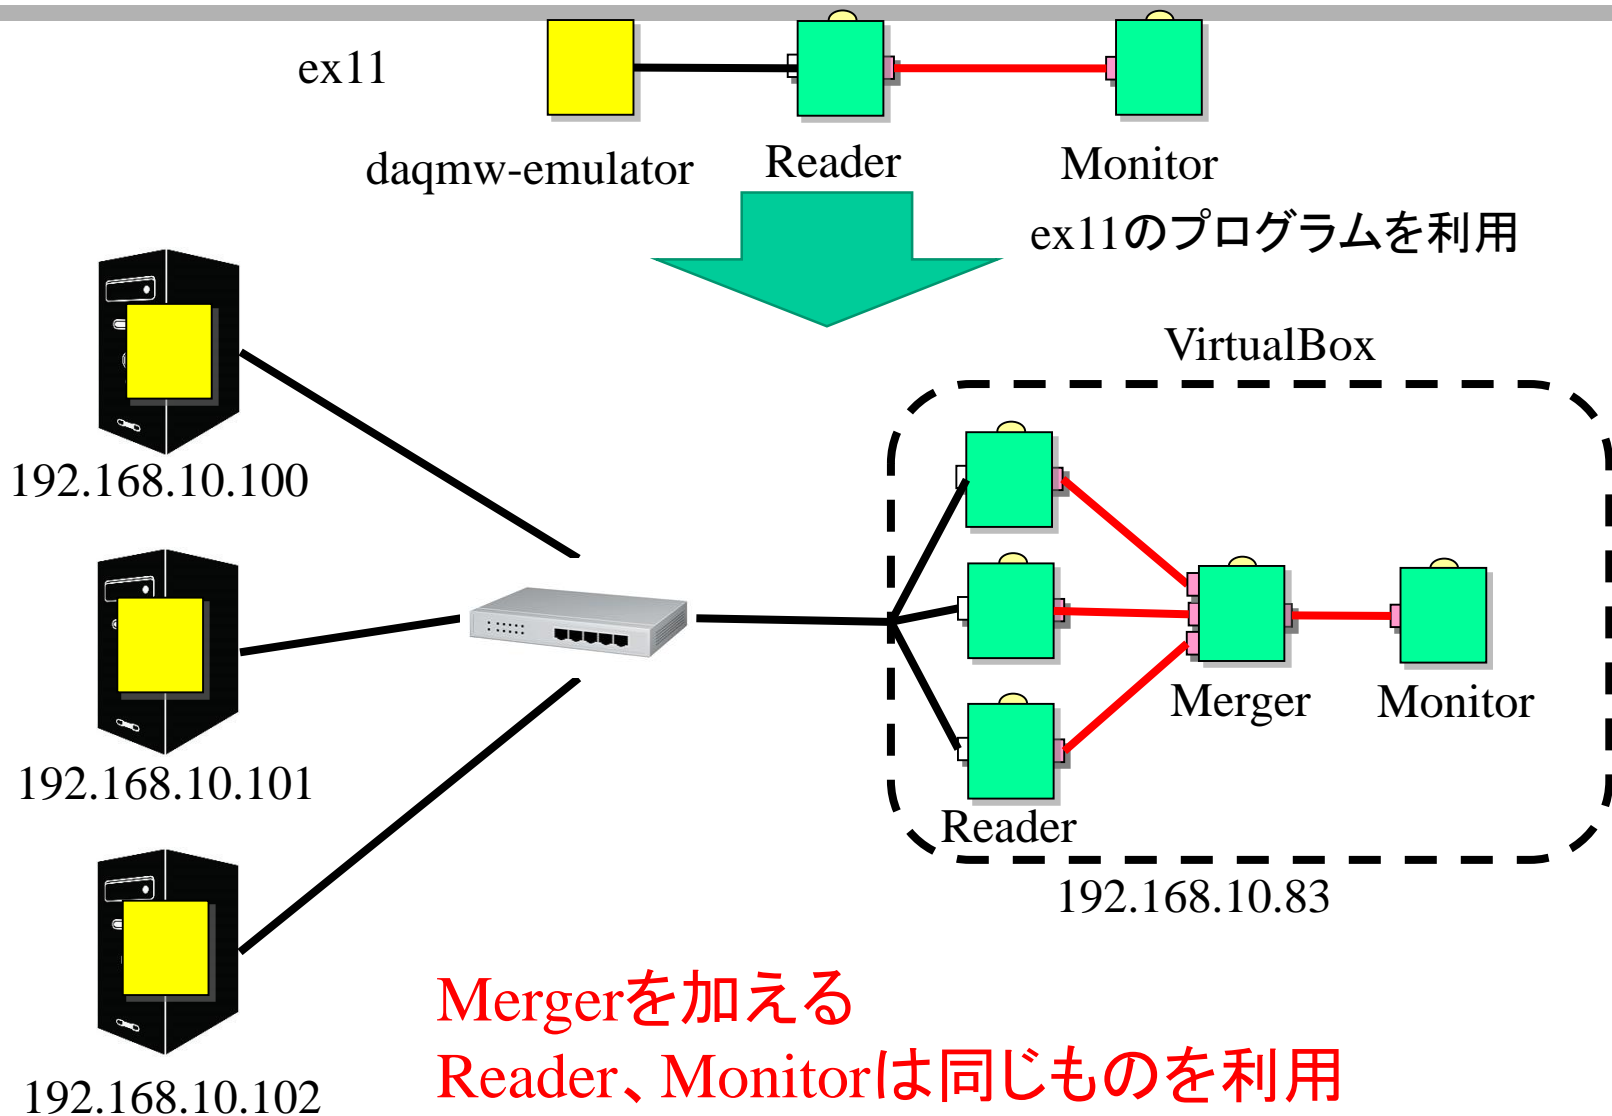 ex11
daqmw-emulator
Reader
Monitor
ex11のプログラムを利用
VirtualBox
192.168.10.100
192.168.10.101
192.168.10.102
Merger
Monitor
Reader
192.168.10.83
Mergerを加える
Reader、Monitorは同じものを利用